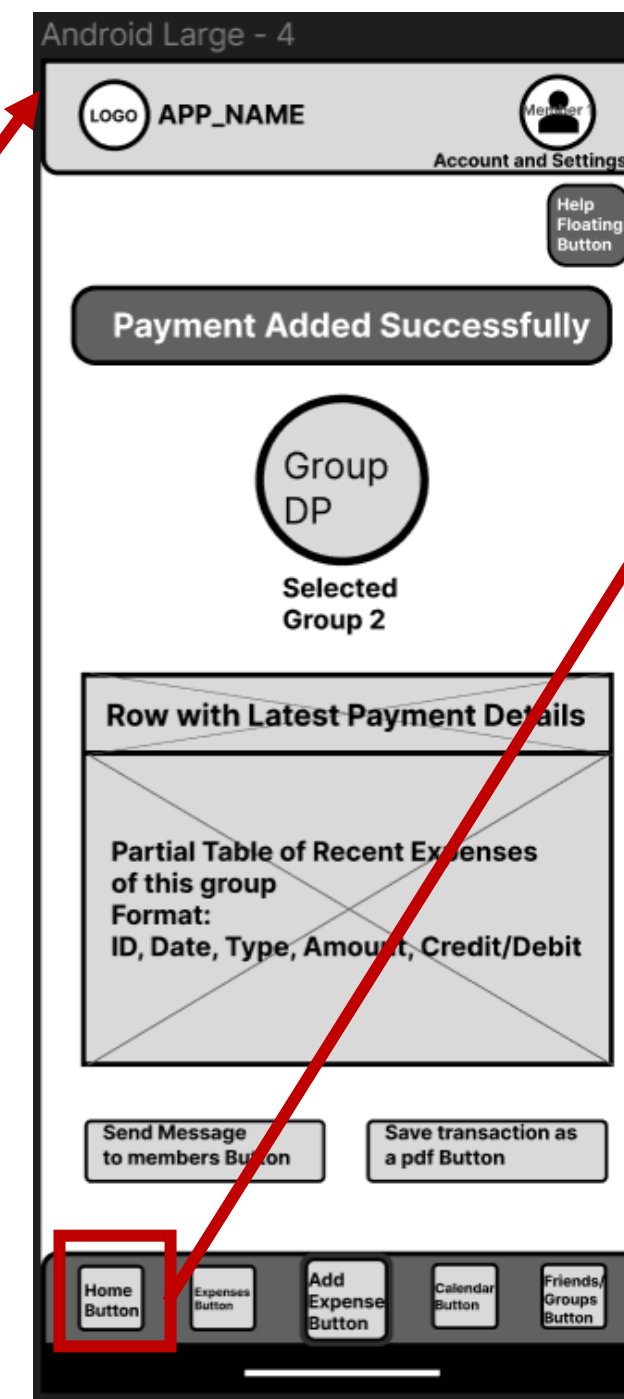 Android Large - 4
LOGO APP_NAME
Member 1
Account and Settings
Help
Floating
Button
Payment Added Successfully
Group
DP
Selected
Group 2
Row with Latest Payment Details
Partial Table of Recent Expenses
of this group
Format:
ID, Date, Type, Amount, Credit/Debit
Send Message
to members Button
Save transaction as
a pdf Button
Home
Button
Expenses
Button
Add
Expense
Button
Calendar
Button
Friends/
Groups
Button